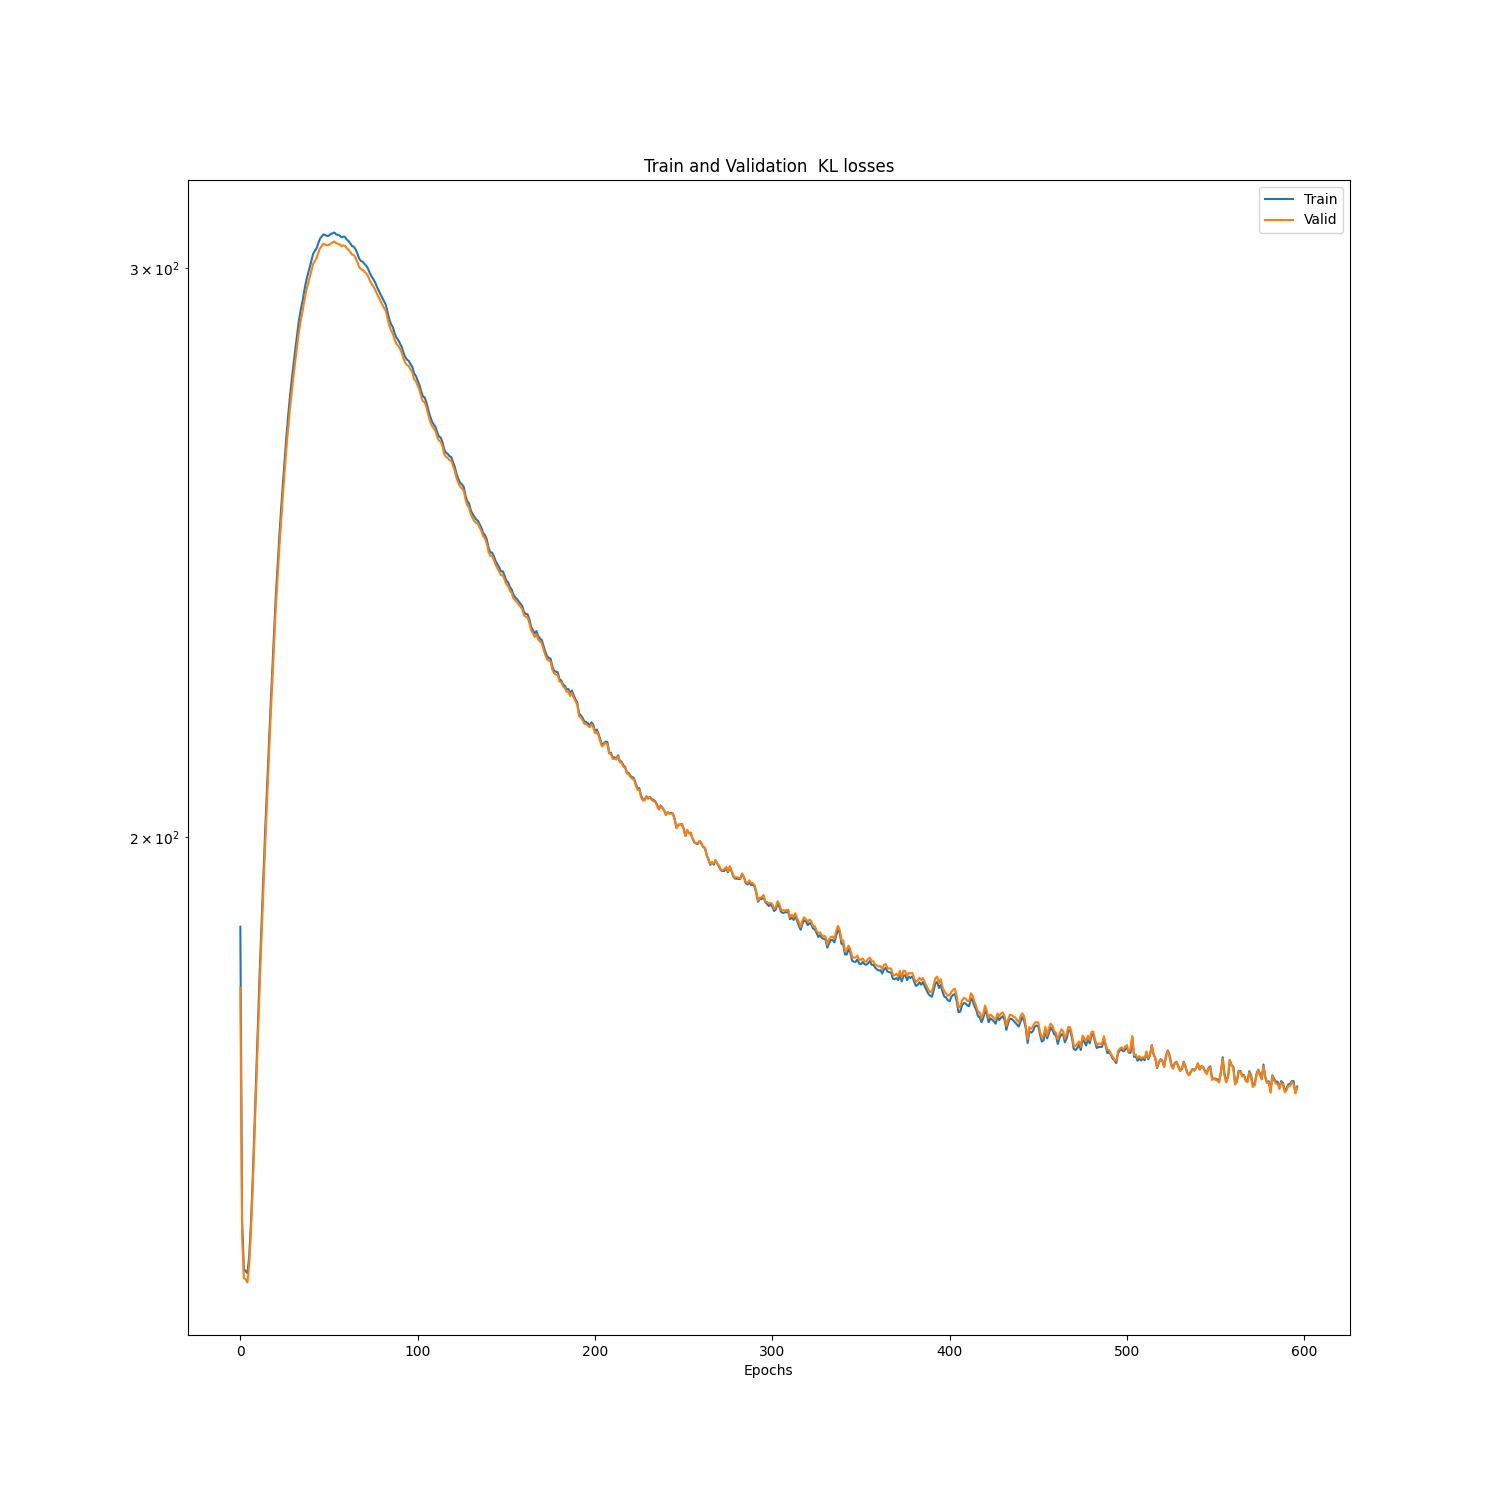 Train and Validation  KL losses
Train
Valid
3 × 10²
2 × 10²
0 100 200 300 400 500 600
Epochs